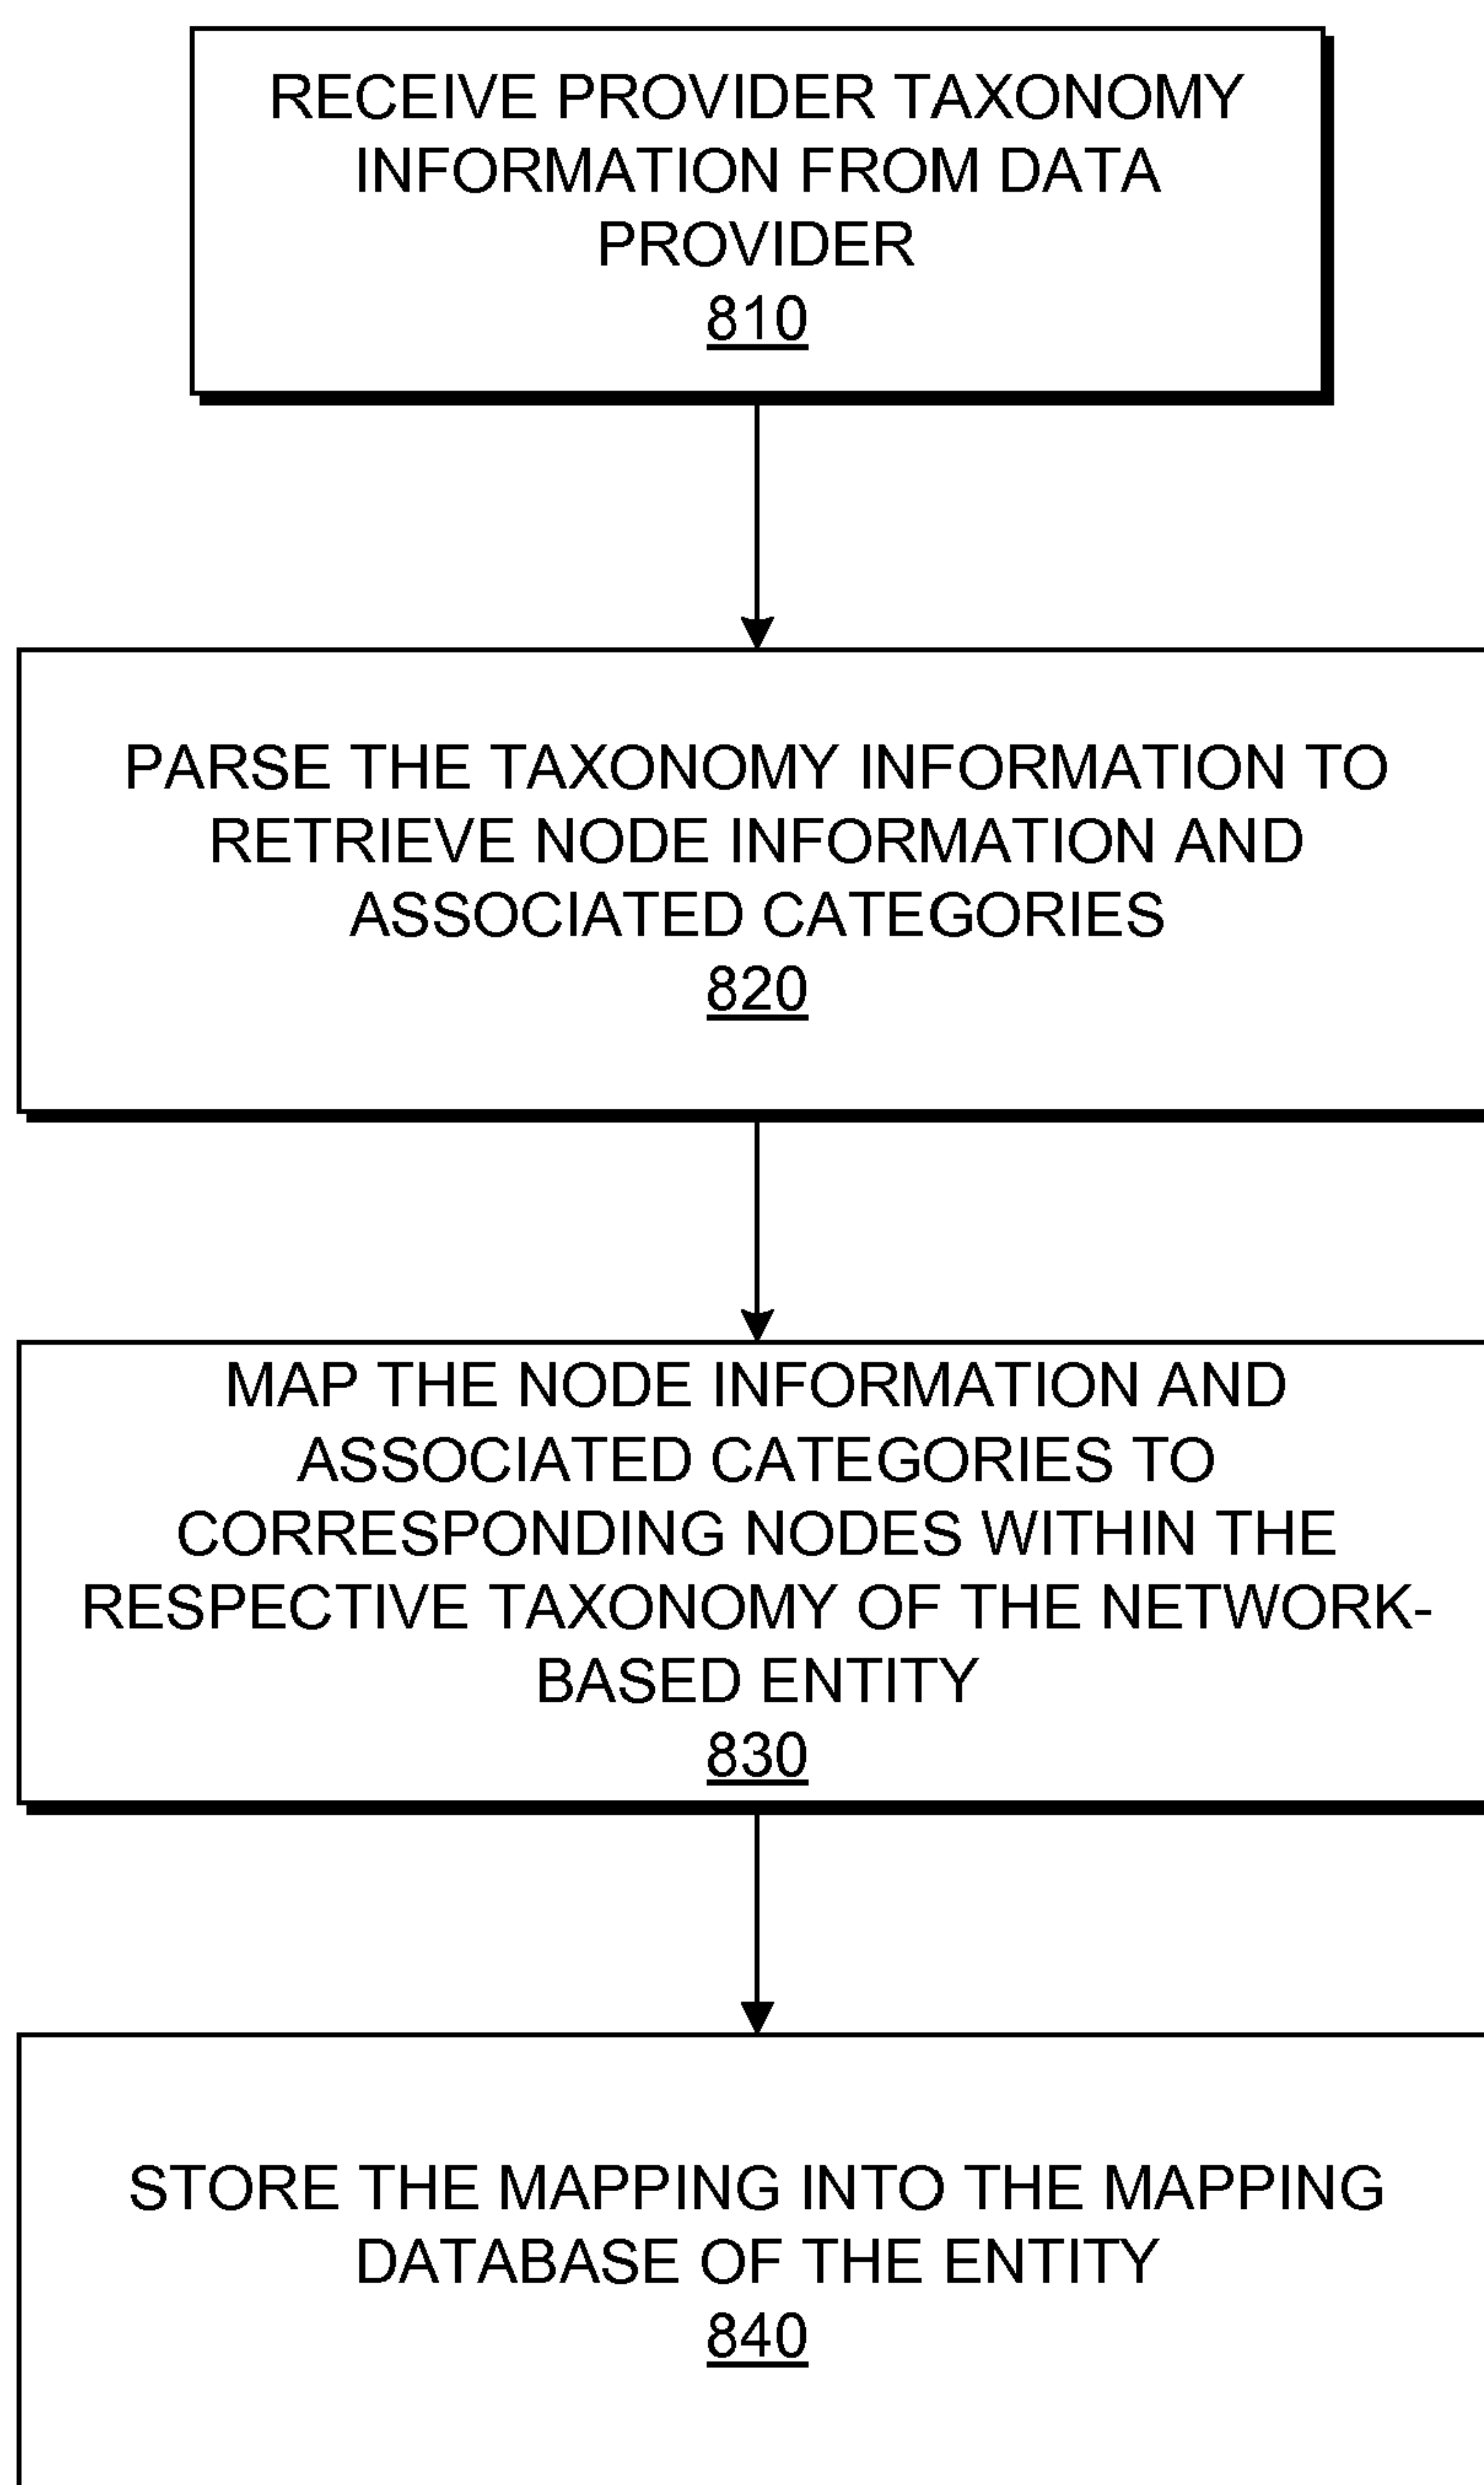 RECEIVE PROVIDER TAXONOMY
INFORMATION FROM DATA
PROVIDER
810
PARSE THE TAXONOMY INFORMATION TO
RETRIEVE NODE INFORMATION AND
ASSOCIATED CATEGORIES
820
MAP THE NODE INFORMATION AND
ASSOCIATED CATEGORIES TO
CORRESPONDING NODES WITHIN THE
RESPECTIVE TAXONOMY OF THE NETWORK-
BASED ENTITY
830
STORE THE MAPPING INTO THE MAPPING
DATABASE OF THE ENTITY
840